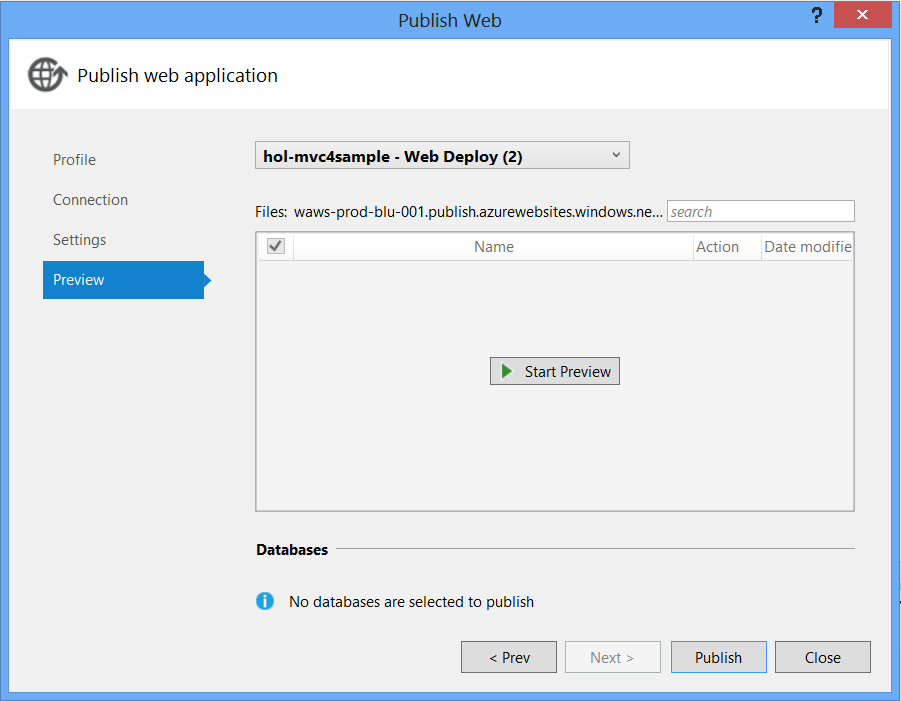 Publish Web
?
Publish web application
Profile
Connection
Settings
Preview
hol-mvc4sample - Web Deploy (2)
Files: waws-prod-blu-001.publish.azurewebsites.windows.ne... search
Name Action Date modifie
Start Preview
Databases
No databases are selected to publish
< Prev Next > Publish Close